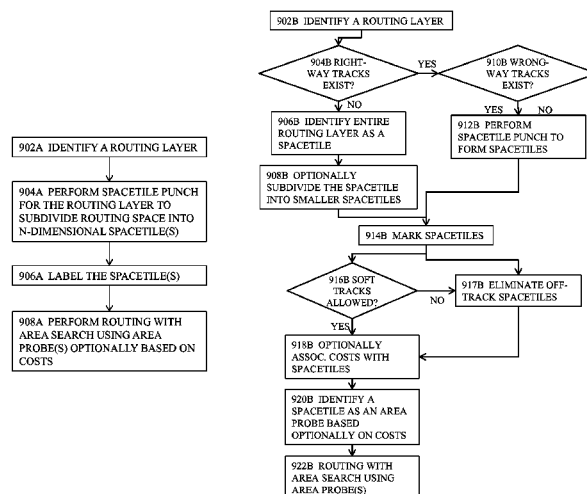 902A IDENTIFY A ROUTING LAYER
904A PERFORM SPACETILE PUNCH
FOR THE ROUTING LAYER TO
SUBDIVIDE ROUTING SPACE INTO
N-DIMENSIONAL SPACETILE(S)
906A LABEL THE SPACETILE(S)
908A PERFORM ROUTING WITH
AREA SEARCH USING AREA
PROBE(S) OPTIONALLY BASED ON
COSTS
902B IDENTIFY A ROUTING LAYER
904B RIGHT-
WAY TRACKS
EXIST?
YES
910B WRONG-
WAY TRACKS
EXIST?
NO
YES
NO
906B IDENTIFY ENTIRE
ROUTING LAYER AS A
SPACETILE
912B PERFORM
SPACETILE PUNCH TO
FORM SPACETILES
908B OPTIONALLY
SUBDIVIDE THE SPACETILE
INTO SMALLER SPACETILES
914B MARK SPACETILES
916B SOFT
TRACKS
ALLOWED?
NO
917B ELIMINATE OFF-
TRACK SPACETILES
YES
918B OPTIONALLY
ASSOC. COSTS WITH
SPACETILES
920B IDENTIFY A
SPACETILE AS AN AREA
PROBE BASED
OPTIONALLY ON COSTS
922B ROUTING WITH
AREA SEARCH USING
AREA PROBE(S)